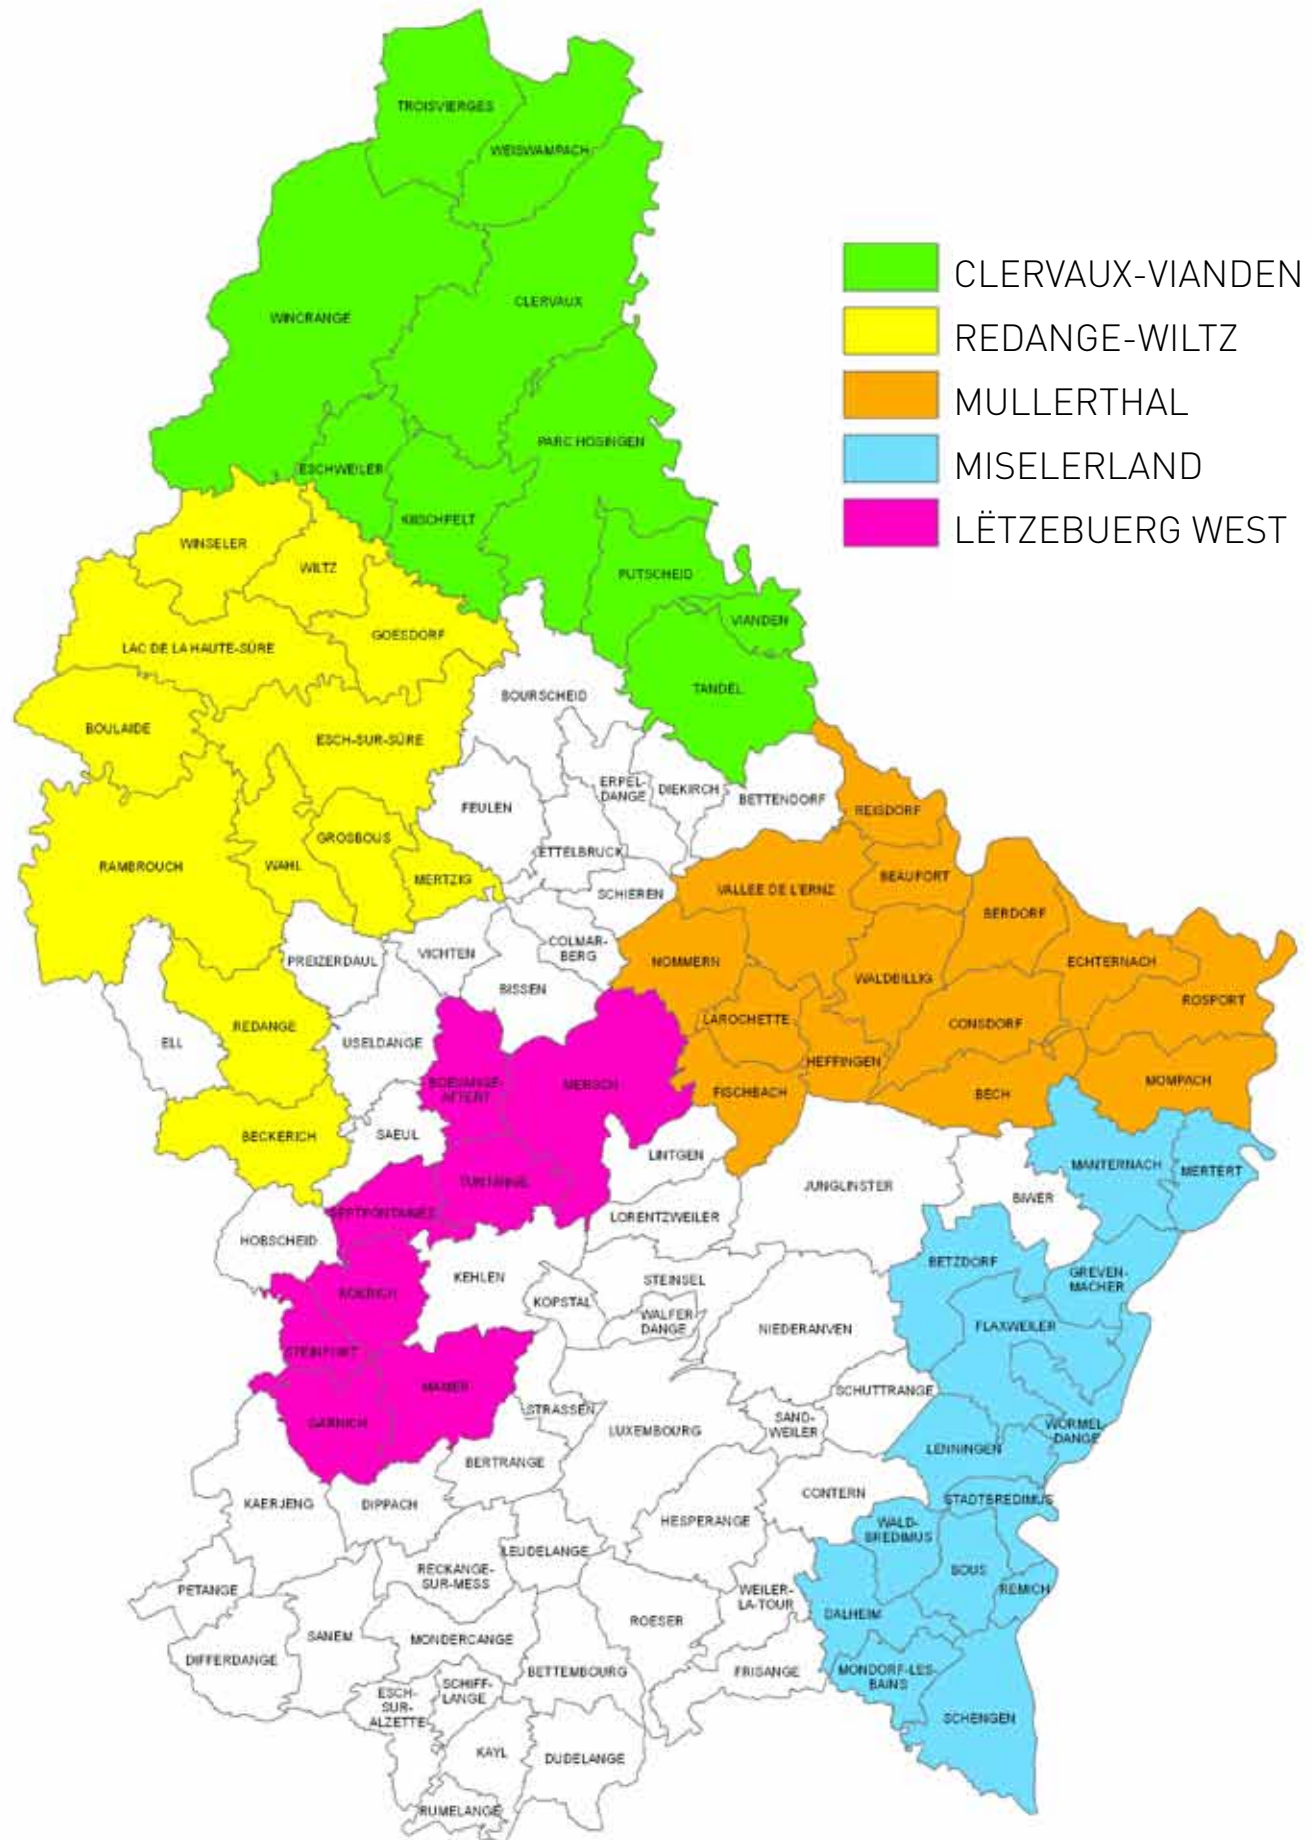 TROISVIERGES
WEISWAMPACH
CLERVAUX
WINCRANGE
PARC HOSINGEN
ESCHWEILER
KIISCHPELT
WINSELER
WILTZ
PUTSCHEID
VIANDEN
GOESDORF
LAC DE LA HAUTE-SÛRE
TANDEL
BOURSCHEID
BOULAIDE
ESCH-SUR-SÛRE
ERPEL-
DANGE
DIEKIRCH
BETTENDORF
FEULEN
REISDORF
GROSBOUS
ETTELBRUCK
RAMBROUCH
WAHL
MERTZIG
BEAUFORT
VALLEE DE L'ERNZ
SCHIEREN
BERDORF
COLMAR-
BERG
VICHTEN
PREIZERDAUL
NOMMERN
ECHTERNACH
WALDBILLIG
BISSEN
ROSPORT
LAROCHETTE
CONSDORF
REDANGE
ELL
USELDANGE
HEFFINGEN
BOEVANGE-
ATTERT
MERSCH
MOMPACH
FISCHBACH
BECH
BECKERICH
SAEUL
LINTGEN
MANTERNACH
MERTERT
TUNTANGE
JUNGLINSTER
BIWER
SEPTFONTAINES
LORENTZWEILER
HOBSCHEID
BETZDORF
GREVEN-
MACHER
KEHLEN
STEINSEL
KOERICH
KOPSTAL
WALFER
DANGE
NIEDERANVEN
FLAXWEILER
STEINFORT
MAMER
SCHUTTRANGE
STRASSEN
GARNICH
SAND-
WEILER
LUXEMBOURG
WORMEL
DANGE
LENNINGEN
BERTRANGE
CONTERN
STADTBREDIMUS
KAERJENG
DIPPACH
HESPERANGE
WALD-
BREDIMUS
LEUDELANGE
RECKANGE-
SUR-MESS
BOUS
REMICH
PETANGE
WEILER-
LA-TOUR
DALHEIM
ROESER
SANEM
MONDERCANGE
DIFFERDANGE
BETTEMBOURG
FRISANGE
MONDORF-LES-
BAINS
SCHIFF-
LANGE
ESCH-
SUR-
ALZETTE
SCHENGEN
KAYL
DUDELANGE
RUMELANGE
CLERVAUX-VIANDEN
REDANGE-WILTZ
MULLERTHAL
MISELERLAND
LËTZEBUERG WEST